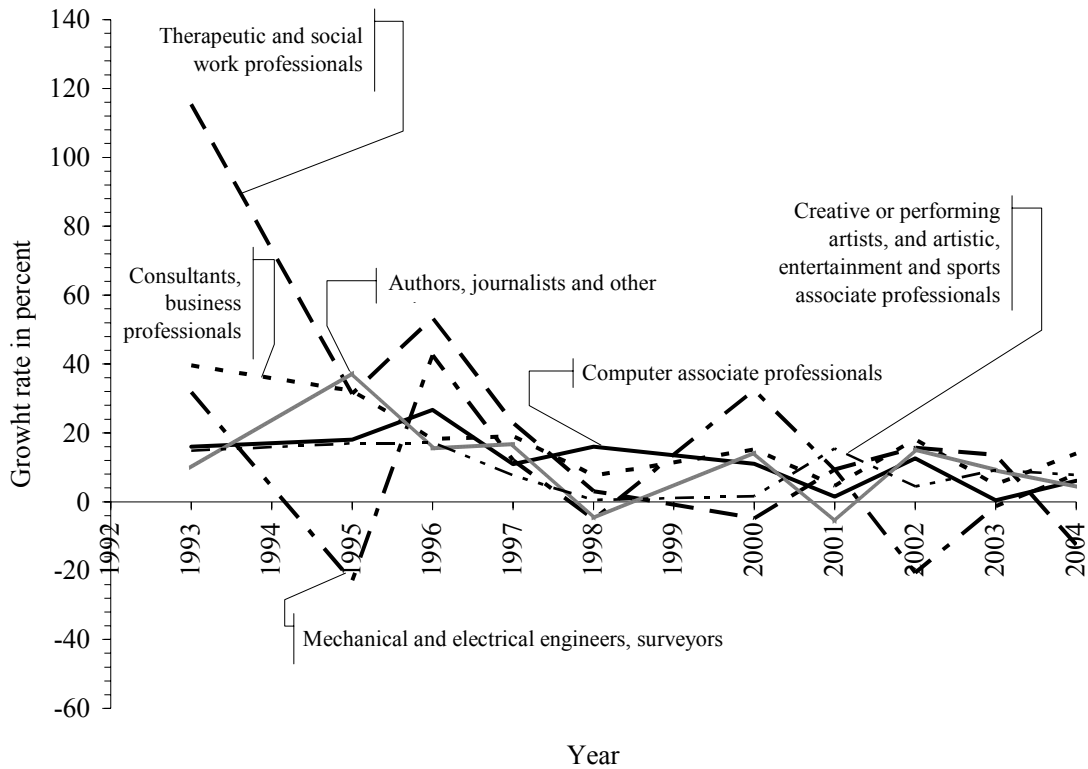 140
120
100
80
60
40
20
0
-20
-40
-60
Growht rate in percent
Therapeutic and social
work professionals
Consultants,
business
professionals
Authors, journalists and other
Creative or performing
artists, and artistic,
entertainment and sports
associate professionals
Computer associate professionals
Mechanical and electrical engineers, surveyors
1992
1993
1994
1995
1996
1997
1998
1999
2000
2001
2002
2003
2004
Year